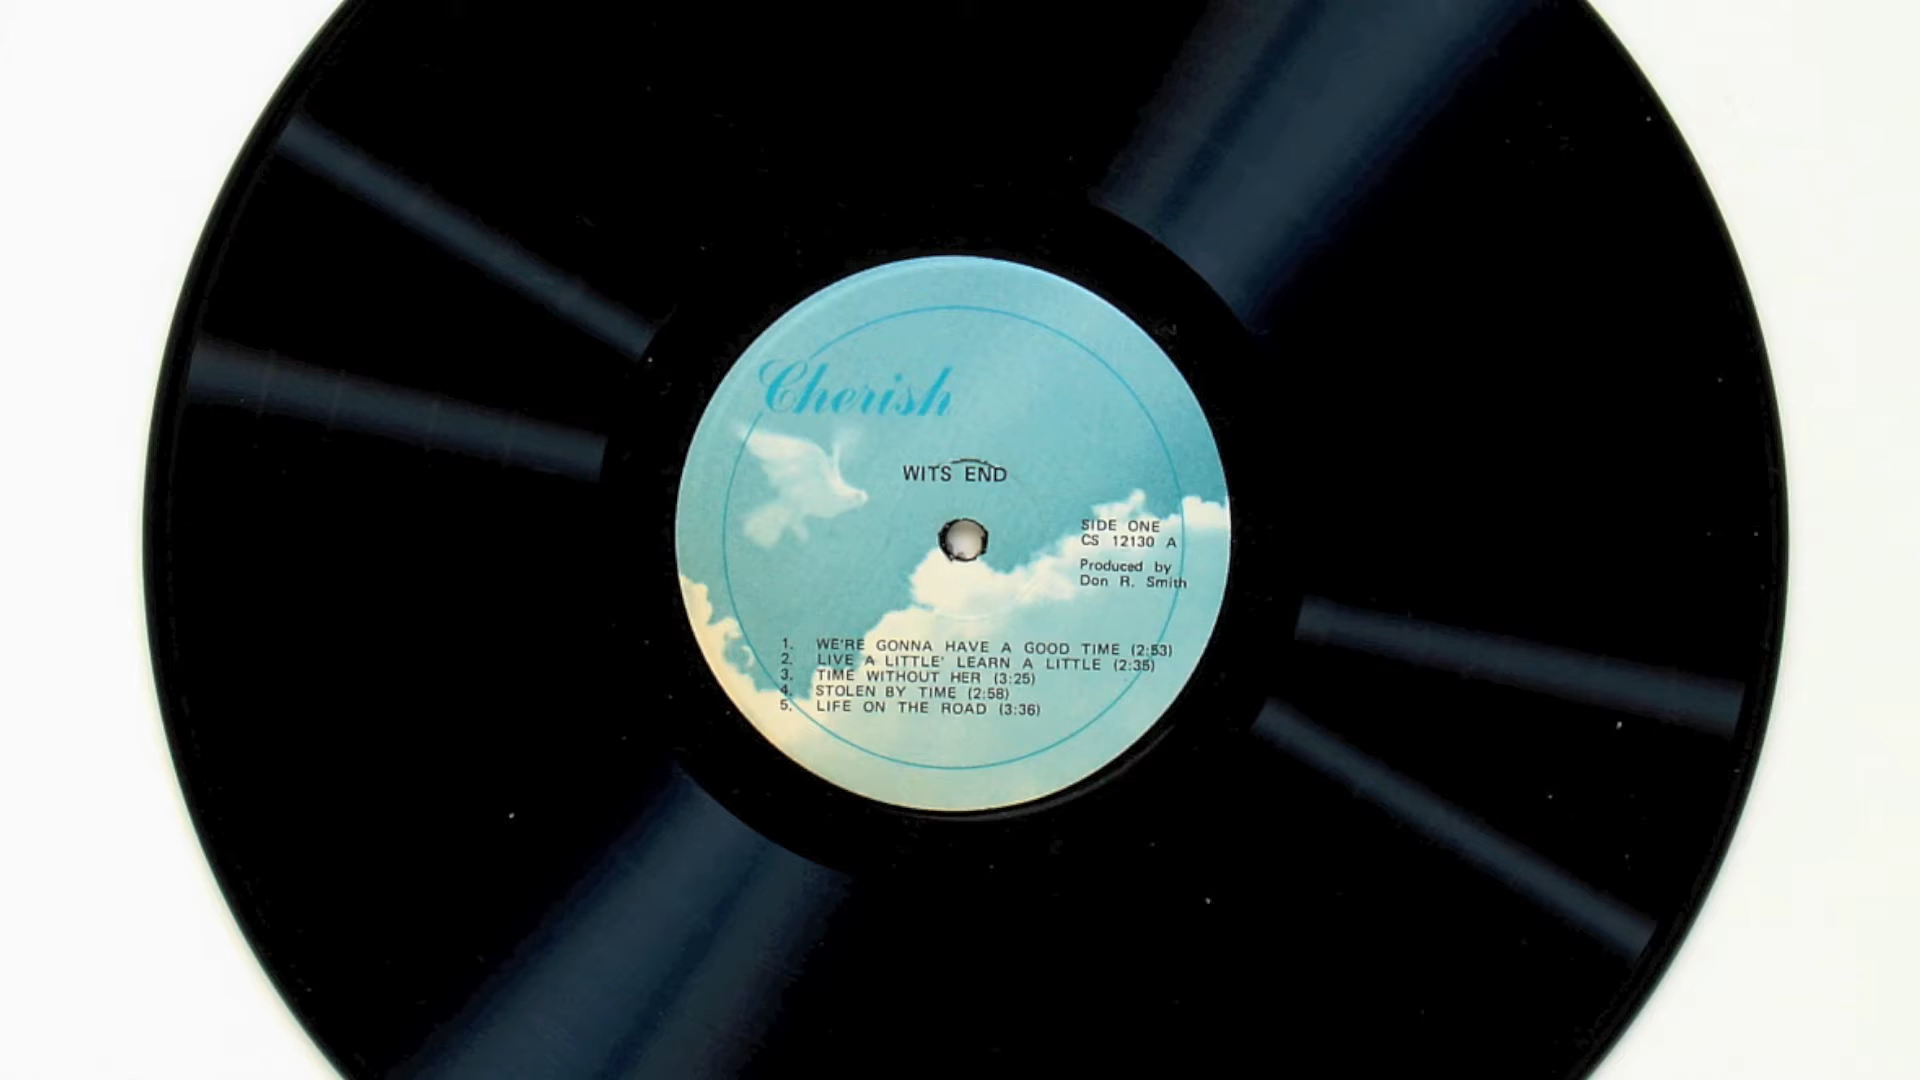 Cherish
WITS END
SIDE ONE
CS 12130 A
Produced by
Don R. Smith
1. WE'RE GONNA HAVE A GOOD TIME (2:53)
2. LIVE A LITTLE' LEARN A LITTLE (2:35)
3. TIME WITHOUT HER (3:25)
4. STOLEN BY TIME (2:58)
5. LIFE ON THE ROAD (3:36)